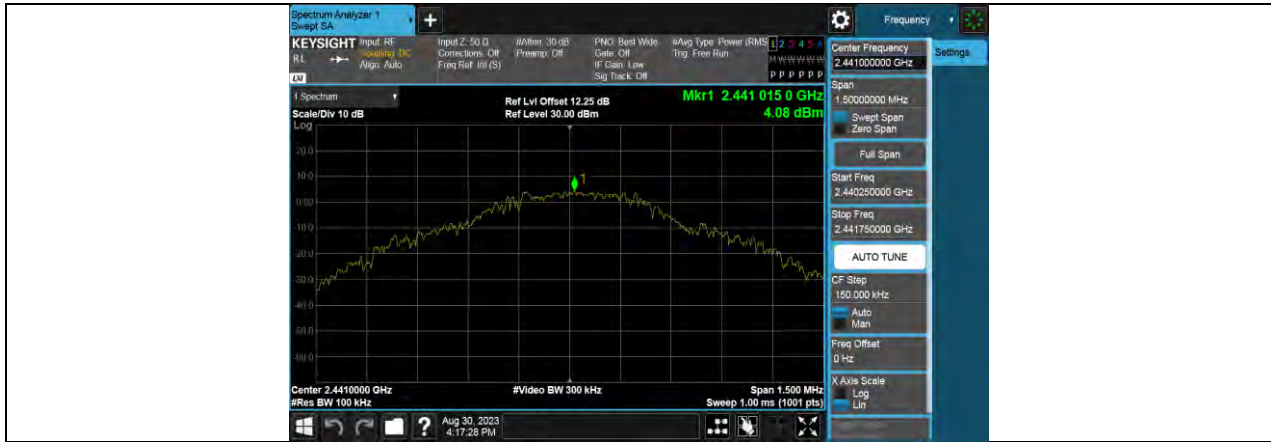 Spectrum Analyzer 1
Swept SA
+
Frequency
KEYSIGHT
Input: RF
Input Z: 50 Ω
#Atten: 30 dB
PNO: Best Wide
#Avg Type: Power (RMS
1 2 3 4 5 6
RL
Coupling: DC
Corrections: Off
Preamp: Off
Gate: Off
Trig: Free Run
M W W W W W
Align: Auto
Freq Ref: Int (S)
IF Gain: Low
P P P P P P
LXI
Sig Track: Off
1 Spectrum
Ref Lvl Offset 12.25 dB
Mkr1 2.441 015 0 GHz
Scale/Div 10 dB
Ref Level 30.00 dBm
4.08 dBm
Log
20.0
10.0
1
0.00
-10.0
-20.0
-30.0
-40.0
-50.0
-60.0
Center 2.4410000 GHz
#Video BW 300 kHz
Span 1.500 MHz
#Res BW 100 kHz
Sweep 1.00 ms (1001 pts)
?
Aug 30, 2023
4:17:28 PM
Center Frequency
2.441000000 GHz
Settings
Span
1.50000000 MHz
Swept Span
Zero Span
Full Span
Start Freq
2.440250000 GHz
Stop Freq
2.441750000 GHz
AUTO TUNE
CF Step
150.000 kHz
Auto
Man
Freq Offset
0 Hz
X Axis Scale
Log
Lin